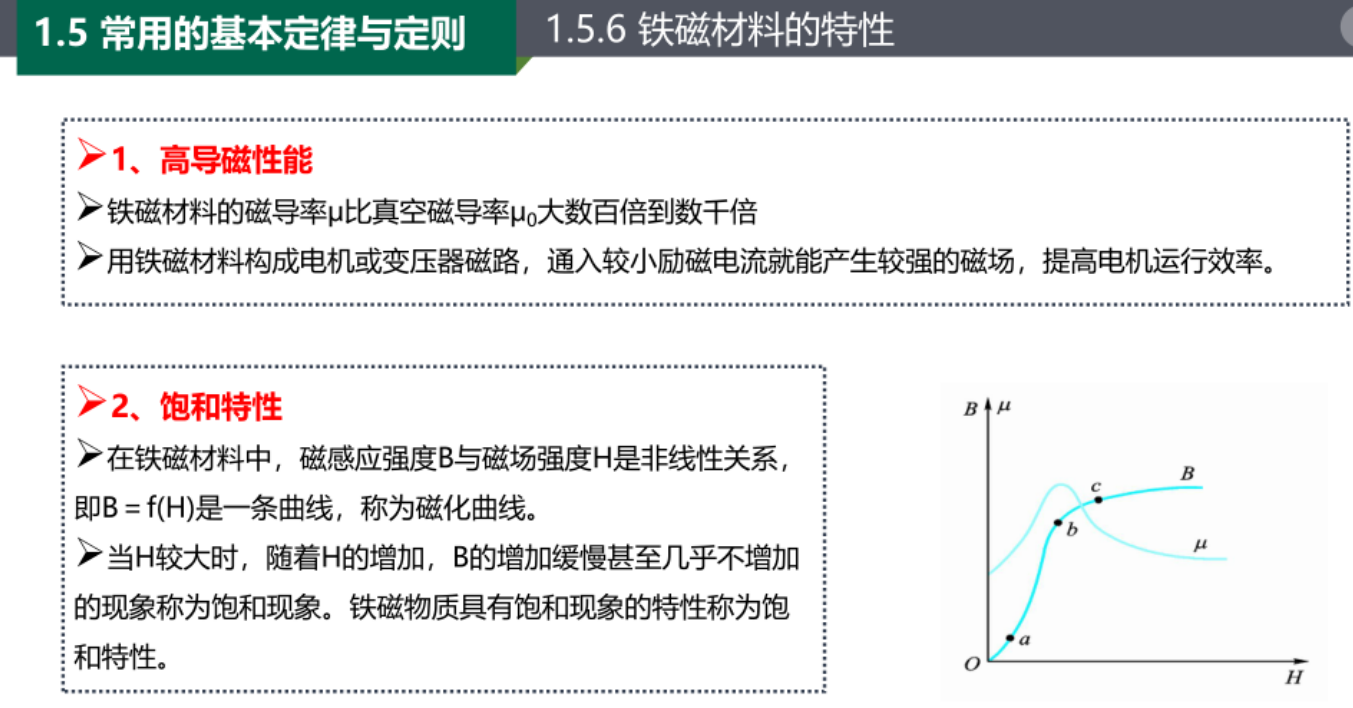 1.5 常用的基本定律与定则
1.5.6 铁磁材料的特性
➢1、高导磁性能
➢铁磁材料的磁导率μ比真空磁导率μ₀大数百倍到数千倍
➢用铁磁材料构成电机或变压器磁路，通入较小励磁电流就能产生较强的磁场，提高电机运行效率。
➢2、饱和特性
➢在铁磁材料中，磁感应强度B与磁场强度H是非线性关系，
即B = f(H)是一条曲线，称为磁化曲线。
➢当H较大时，随着H的增加，B的增加缓慢甚至几乎不增加
的现象称为饱和现象。铁磁物质具有饱和现象的特性称为饱
和特性。
B μ
c
B
b
μ
a
O
H